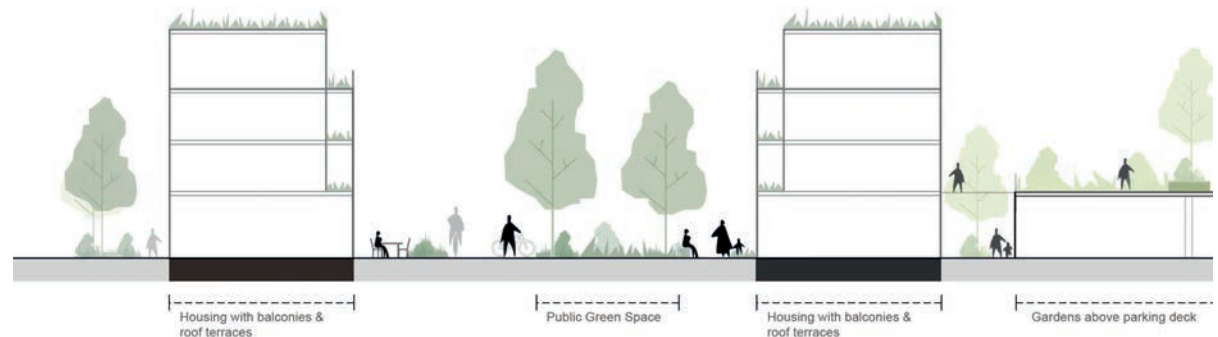 Housing with balconies &
roof terraces
Public Green Space
Housing with balconies &
roof terraces
Gardens above parking deck